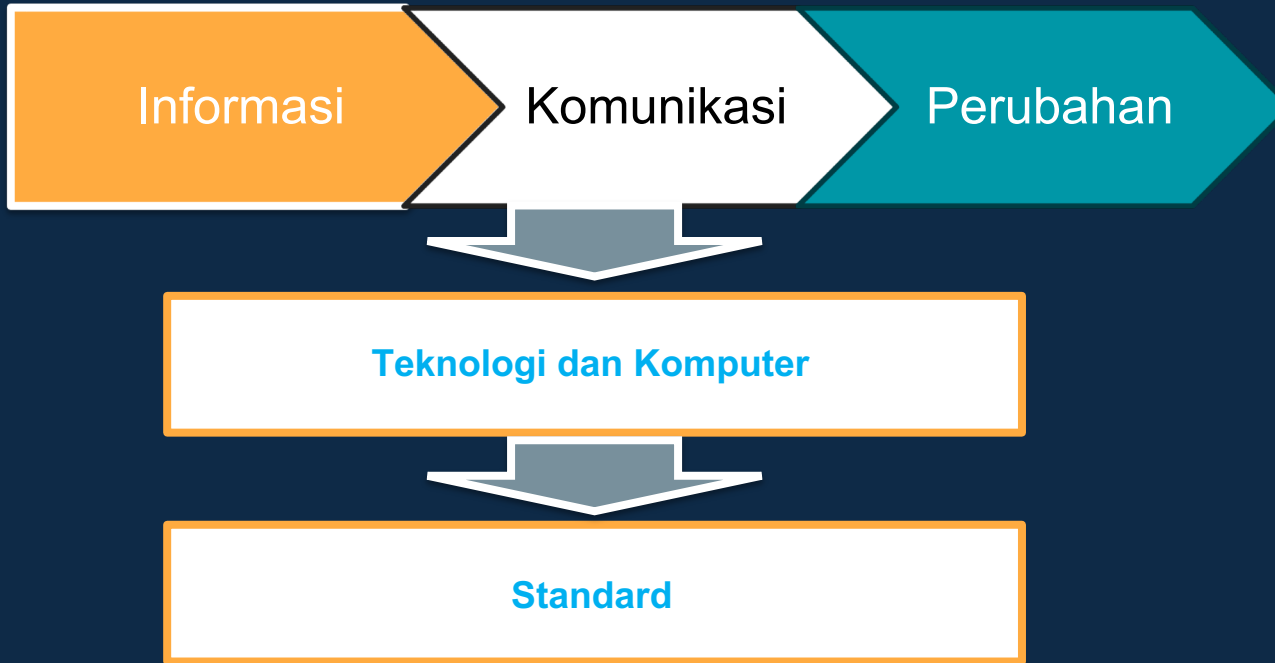 Informasi
Komunikasi
Perubahan
Teknologi dan Komputer
Standard